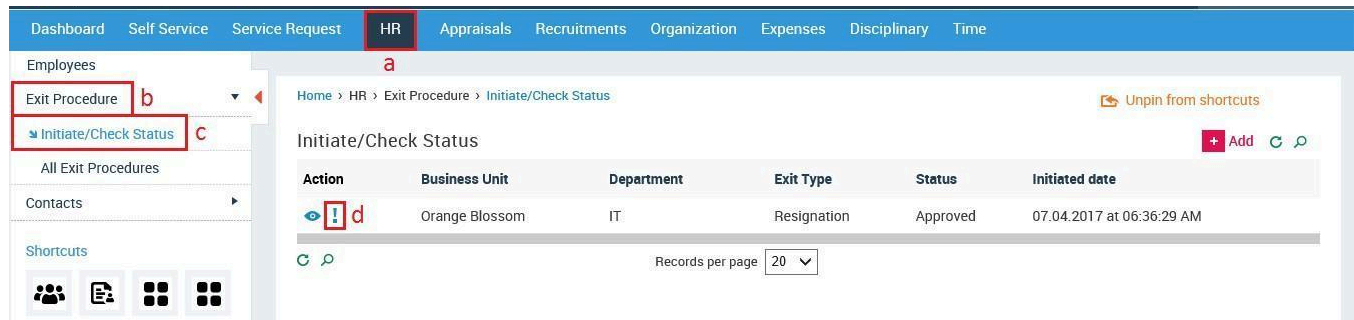 Dashboard Self Service Service Request HR Appraisals Recruitments Organization Expenses Disciplinary Time
a
Employees
Exit Procedure b
Initiate/Check Status c
All Exit Procedures
Contacts
Shortcuts
Home > HR > Exit Procedure > Initiate/Check Status
Unpin from shortcuts
Initiate/Check Status
+ Add
Action Business Unit Department Exit Type Status Initiated date
! d Orange Blossom IT Resignation Approved 07.04.2017 at 06:36:29 AM
Records per page 20